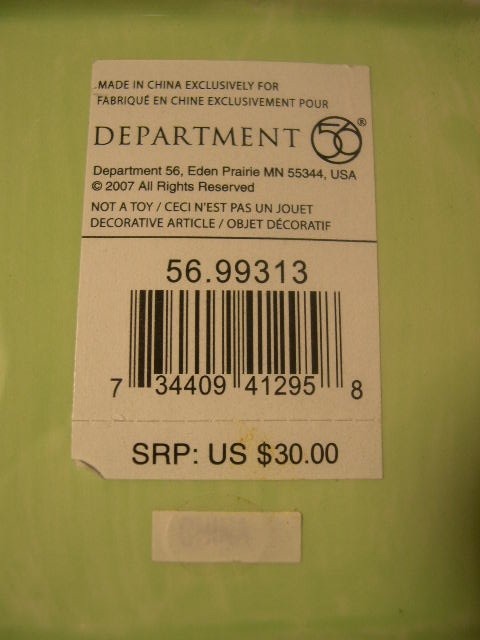 MADE IN CHINA EXCLUSIVELY FOR
FABRIQUÉ EN CHINE EXCLUSIVEMENT POUR
DEPARTMENT 56®
Department 56, Eden Prairie MN 55344, USA
© 2007 All Rights Reserved
NOT A TOY / CECI N'EST PAS UN JOUET
DECORATIVE ARTICLE / OBJET DÉCORATIF
56.99313
7 34409 41295 8
SRP: US $30.00
CHINA